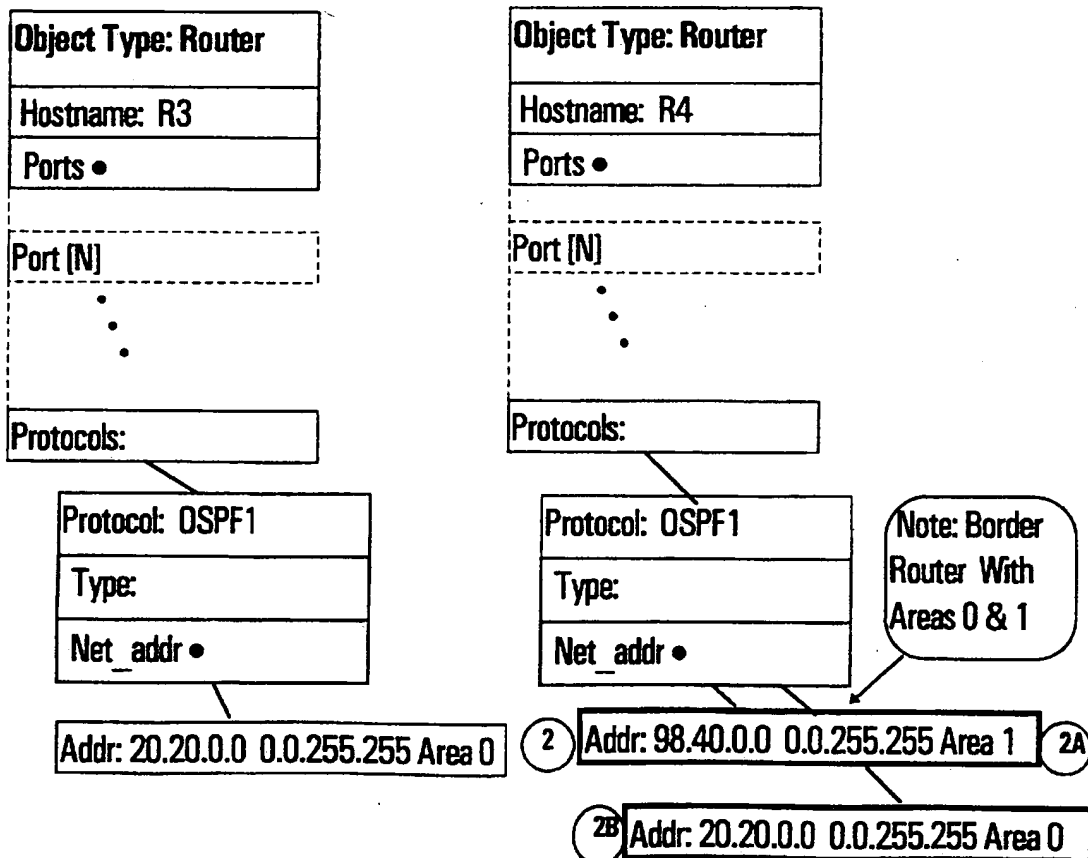 Object Type: Router
Hostname: R3
Ports •
Port [N]
Protocols:
Protocol: OSPF1
Type:
Net_addr •
Addr: 20.20.0.0 0.0.255.255 Area 0
Object Type: Router
Hostname: R4
Ports •
Port [N]
Protocols:
Protocol: OSPF1
Type:
Net_addr •
Note: Border
Router With
Areas 0 & 1
2
Addr: 98.40.0.0 0.0.255.255 Area 1
2A
2B
Addr: 20.20.0.0 0.0.255.255 Area 0